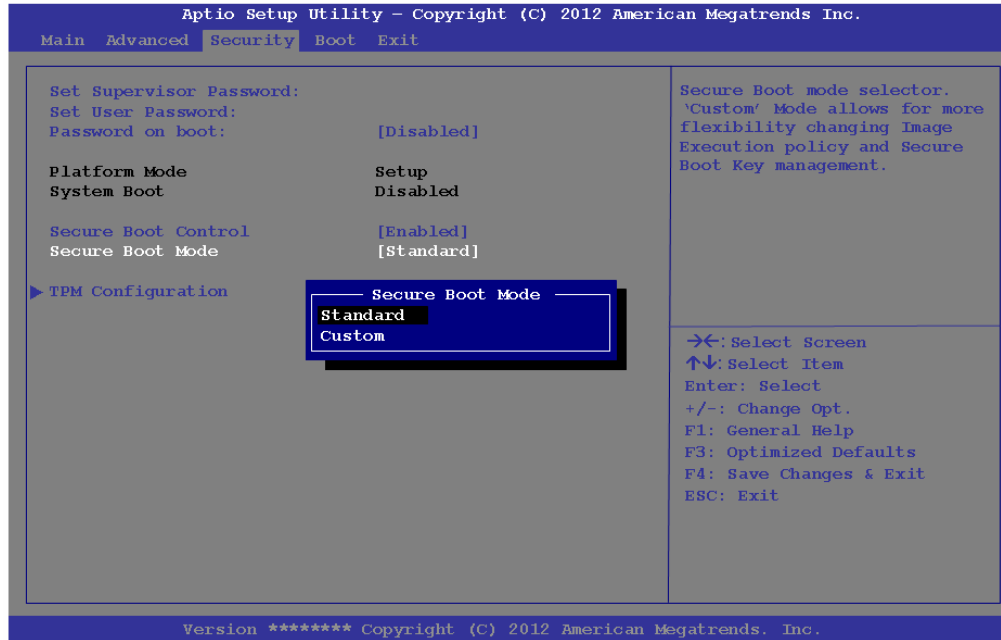 Aptio Setup Utility – Copyright (C) 2012 American Megatrends Inc.
Main Advanced Security Boot Exit
Set Supervisor Password:
Set User Password:
Password on boot: [Disabled]
Platform Mode Setup
System Boot Disabled
Secure Boot Control [Enabled]
Secure Boot Mode [Standard]
▶ TPM Configuration
Secure Boot Mode
Standard
Custom
Secure Boot mode selector.
‘Custom’ Mode allows for more
flexibility changing Image
Execution policy and Secure
Boot Key management.
→←: Select Screen
↑↓: Select Item
Enter: Select
+/-: Change Opt.
F1: General Help
F3: Optimized Defaults
F4: Save Changes & Exit
ESC: Exit
Version ******** Copyright (C) 2012 American Megatrends. Inc.